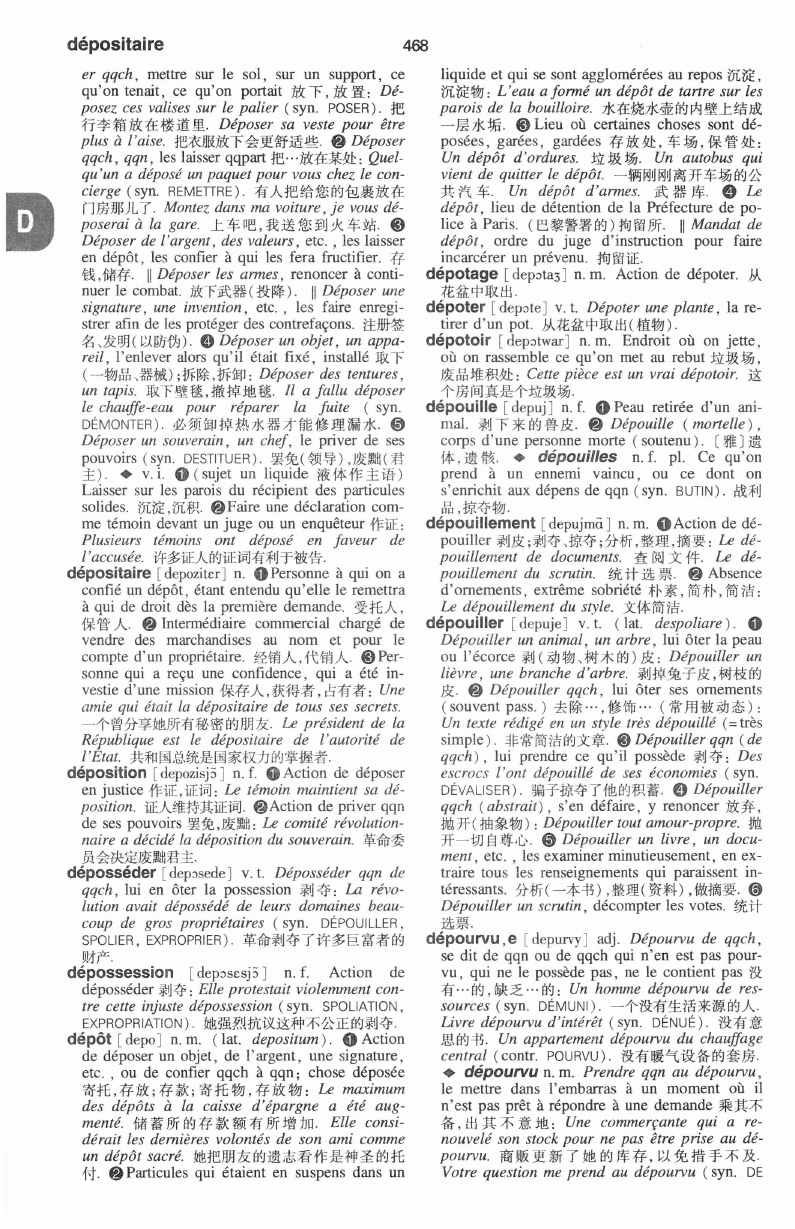 dépositaire
468
er qqch, mettre sur le sol, sur un support, ce
qu'on tenait, ce qu'on portait 放下,放置: Dé-
posez ces valises sur le palier (syn. POSER). 把
行李箱放在楼道里. Déposer sa veste pour être
plus à l'aise. 把衣服放下会更舒适些. ❷ Déposer
qqch, qqn, les laisser qqpart 把…放在某处: Quel-
qu'un a déposé un paquet pour vous chez le con-
cierge (syn. REMETTRE). 有人把给您的包裹放在
门房那儿了. Montez dans ma voiture, je vous dé-
poserai à la gare. 上车吧,我送您到火车站. ❸
Déposer de l'argent, des valeurs, etc., les laisser
en dépôt, les confier à qui les fera fructifier. 存
钱,储存. ‖ Déposer les armes, renoncer à conti-
nuer le combat. 放下武器(投降). ‖ Déposer une
signature, une invention, etc., les faire enregi-
strer afin de les protéger des contrefaçons. 注册签
名、发明(以防伪). ❹ Déposer un objet, un appa-
reil, l'enlever alors qu'il était fixé, installé 取下
(一物品、器械);拆除,拆卸: Déposer des tentures,
un tapis. 取下壁毯,撤掉地毯. Il a fallu déposer
le chauffe-eau pour réparer la fuite (syn.
DÉMONTER). 必须卸掉热水器才能修理漏水. ❺
Déposer un souverain, un chef, le priver de ses
pouvoirs (syn. DESTITUER). 罢免(领导),废黜(君
主). ◆ v. i. ❶ (sujet un liquide 液体作主语)
Laisser sur les parois du récipient des particules
solides. 沉淀,沉积. ❷ Faire une déclaration com-
me témoin devant un juge ou un enquêteur 作证:
Plusieurs témoins ont déposé en faveur de
l'accusée. 许多证人的证词有利于被告.
dépositaire [depoziter] n. ❶ Personne à qui on a
confié un dépôt, étant entendu qu'elle le remettra
à qui de droit dès la première demande. 受托人,
保管人. ❷ Intermédiaire commercial chargé de
vendre des marchandises au nom et pour le
compte d'un propriétaire. 经销人,代销人. ❸ Per-
sonne qui a reçu une confidence, qui a été in-
vestie d'une mission 保存人,获得者,占有者: Une
amie qui était la dépositaire de tous ses secrets.
一个曾分享她所有秘密的朋友. Le président de la
République est le dépositaire de l'autorité de
l'État. 共和国总统是国家权力的掌握者.
déposition [depozisjɔ̃] n. f. ❶ Action de déposer
en justice 作证,证词: Le témoin maintient sa dé-
position. 证人维持其证词. ❷ Action de priver qqn
de ses pouvoirs 罢免,废黜: Le comité révolution-
naire a décidé la déposition du souverain. 革命委
员会决定废黜君主.
déposséder [depɔsede] v. t. Déposséder qqn de
qqch, lui en ôter la possession 剥夺: La révo-
lution avait dépossédé de leurs domaines beau-
coup de gros propriétaires (syn. DÉPOUILLER,
SPOLIER, EXPROPRIER). 革命剥夺了许多巨富者的
财产.
dépossession [depɔsɛsjɔ̃] n. f. Action de
déposséder 剥夺: Elle protestait violemment con-
tre cette injuste dépossession (syn. SPOLIATION,
EXPROPRIATION). 她强烈抗议这种不公正的剥夺.
dépôt [depo] n. m. (lat. depositum). ❶ Action
de déposer un objet, de l'argent, une signature,
etc., ou de confier qqch à qqn; chose déposée
寄托,存放;存款;寄托物,存放物: Le maximum
des dépôts à la caisse d'épargne a été aug-
menté. 储蓄所的存款额有所增加. Elle consi-
dérait les dernières volontés de son ami comme
un dépôt sacré. 她把朋友的遗志看作是神圣的托
付. ❷ Particules qui étaient en suspens dans un
D
liquide et qui se sont agglomérées au repos 沉淀,
沉淀物: L'eau a formé un dépôt de tartre sur les
parois de la bouilloire. 水在烧水壶的内壁上结成
一层水垢. ❸ Lieu où certaines choses sont dé-
posées, garées, gardées 存放处,车场,保管处:
Un dépôt d'ordures. 垃圾场. Un autobus qui
vient de quitter le dépôt. 一辆刚刚离开车场的公
共汽车. Un dépôt d'armes. 武器库. ❹ Le
dépôt, lieu de détention de la Préfecture de po-
lice à Paris. (巴黎警署的)拘留所. ‖ Mandat de
dépôt, ordre du juge d'instruction pour faire
incarcérer un prévenu. 拘留证.
dépotage [depɔtaʒ] n. m. Action de dépoter. 从
花盆中取出.
dépoter [depɔte] v. t. Dépoter une plante, la re-
tirer d'un pot. 从花盆中取出(植物).
dépotoir [depɔtwar] n. m. Endroit où on jette,
où on rassemble ce qu'on met au rebut 垃圾场,
废品堆积处: Cette pièce est un vrai dépotoir. 这
个房间真是个垃圾场.
dépouille [depuj] n. f. ❶ Peau retirée d'un ani-
mal. 剥下来的兽皮. ❷ Dépouille (mortelle),
corps d'une personne morte (soutenu). 〔雅〕遗
体,遗骸. ◆ dépouilles n. f. pl. Ce qu'on
prend à un ennemi vaincu, ou ce dont on
s'enrichit aux dépens de qqn (syn. BUTIN). 战利
品,掠夺物.
dépouillement [depujmɑ̃] n. m. ❶ Action de dé-
pouiller 剥皮;剥夺、掠夺;分析,整理,摘要: Le dé-
pouillement de documents. 查阅文件. Le dé-
pouillement du scrutin. 统计选票. ❷ Absence
d'ornements, extrême sobriété 朴素,简朴,简洁:
Le dépouillement du style. 文体简洁.
dépouiller [depuje] v. t. (lat. despoliare). ❶
Dépouiller un animal, un arbre, lui ôter la peau
ou l'écorce 剥(动物、树木的)皮: Dépouiller un
lièvre, une branche d'arbre. 剥掉兔子皮,树枝的
皮. ❷ Dépouiller qqch, lui ôter ses ornements
(souvent pass.) 去除…,修饰… (常用被动态):
Un texte rédigé en un style très dépouillé (= très
simple). 非常简洁的文章. ❸ Dépouiller qqn (de
qqch), lui prendre ce qu'il possède 剥夺: Des
escrocs l'ont dépouillé de ses économies (syn.
DÉVALISER). 骗子掠夺了他的积蓄. ❹ Dépouiller
qqch (abstrait), s'en défaire, y renoncer 放弃,
抛开(抽象物): Dépouiller tout amour-propre. 抛
开一切自尊心. ❺ Dépouiller un livre, un docu-
ment, etc., les examiner minutieusement, en ex-
traire tous les renseignements qui paraissent in-
téressants. 分析(一本书),整理(资料),做摘要. ❻
Dépouiller un scrutin, décompter les votes. 统计
选票.
dépourvu,e [depurvy] adj. Dépourvu de qqch,
se dit de qqn ou de qqch qui n'en est pas pour-
vu, qui ne le possède pas, ne le contient pas 没
有…的,缺乏…的: Un homme dépourvu de res-
sources (syn. DÉMUNI). 一个没有生活来源的人.
Livre dépourvu d'intérêt (syn. DÉNUÉ). 没有意
思的书. Un appartement dépourvu du chauffage
central (contr. POURVU). 没有暖气设备的套房.
◆ dépourvu n. m. Prendre qqn au dépourvu,
le mettre dans l'embarras à un moment où il
n'est pas prêt à répondre à une demande 乘其不
备,出其不意地: Une commerçante qui a re-
nouvelé son stock pour ne pas être prise au dé-
pourvu. 商贩更新了她的库存,以免措手不及.
Votre question me prend au dépourvu (syn. DE